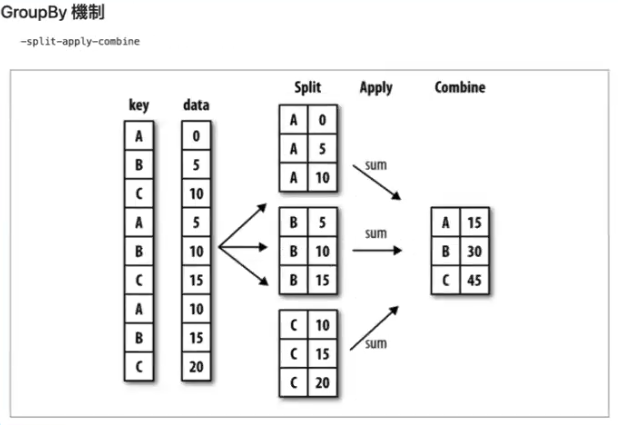 GroupBy 機制
-split-apply-combine
Split Apply Combine
key data
A 0
B 5
C 10
A 5
B 10
C 15
A 10
B 15
C 20
A 0
A 5
A 10
B 5
B 10
B 15
C 10
C 15
C 20
sum
sum
sum
A 15
B 30
C 45